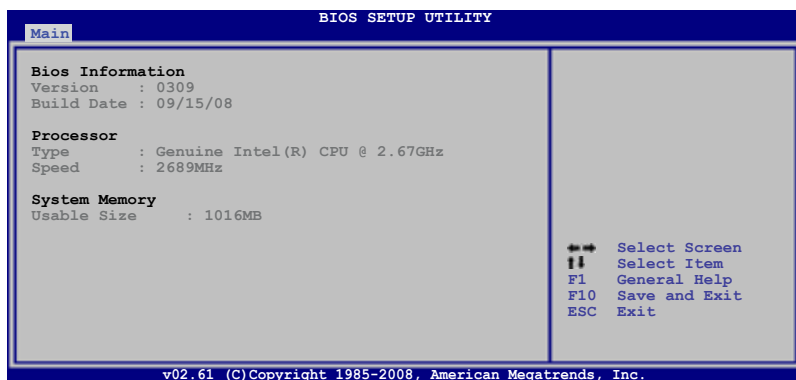 BIOS SETUP UTILITY
Main
Bios Information
Version : 0309
Build Date : 09/15/08
Processor
Type : Genuine Intel(R) CPU @ 2.67GHz
Speed : 2689MHz
System Memory
Usable Size : 1016MB
←→ Select Screen
↑↓ Select Item
F1 General Help
F10 Save and Exit
ESC Exit
v02.61 (C)Copyright 1985-2008, American Megatrends, Inc.